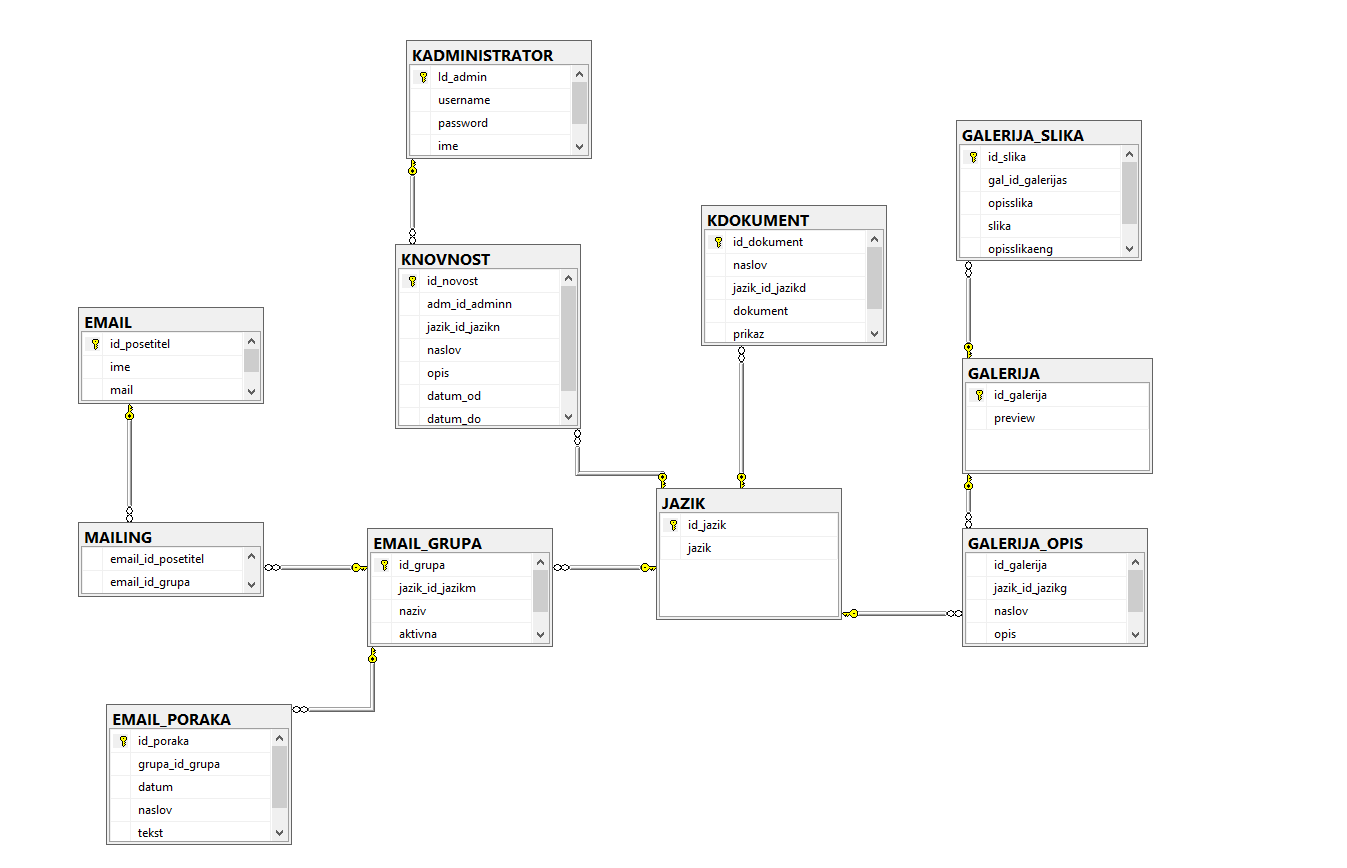 KADMINISTRATOR
Id_admin
username
password
ime
GALERIJA_SLIKA
id_slika
gal_id_galerijas
opisslika
slika
opisslikaeng
KDOKUMENT
id_dokument
naslov
jazik_id_jazikd
dokument
prikaz
KNOVNOST
id_novost
adm_id_adminn
jazik_id_jazikn
naslov
opis
datum_od
datum_do
EMAIL
id_posetitel
ime
mail
GALERIJA
id_galerija
preview
JAZIK
id_jazik
jazik
MAILING
email_id_posetitel
email_id_grupa
EMAIL_GRUPA
id_grupa
jazik_id_jazikm
naziv
aktivna
GALERIJA_OPIS
id_galerija
jazik_id_jazikg
naslov
opis
EMAIL_PORAKA
id_poraka
grupa_id_grupa
datum
naslov
tekst